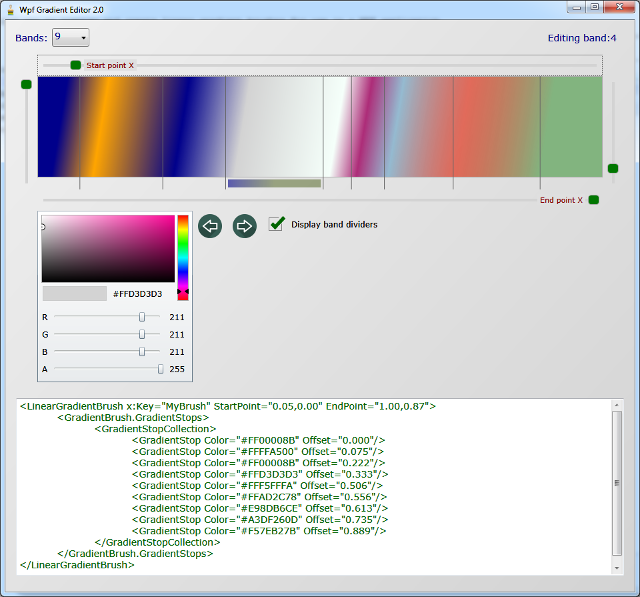 Wpf Gradient Editor 2.0
Bands: 9
Editing band:4
Start point X
End point X
Display band dividers
#FFD3D3D3
R 211
G 211
B 211
A 255
<LinearGradientBrush x:Key="MyBrush" StartPoint="0.05,0.00" EndPoint="1.00,0.87">
<GradientBrush.GradientStops>
<GradientStopCollection>
<GradientStop Color="#FF00008B" Offset="0.000"/>
<GradientStop Color="#FFFFA500" Offset="0.075"/>
<GradientStop Color="#FF00008B" Offset="0.222"/>
<GradientStop Color="#FFD3D3D3" Offset="0.333"/>
<GradientStop Color="#FFF5FFFA" Offset="0.506"/>
<GradientStop Color="#FFAD2C78" Offset="0.556"/>
<GradientStop Color="#E98DB6CE" Offset="0.613"/>
<GradientStop Color="#A3DF260D" Offset="0.735"/>
<GradientStop Color="#F57EB27B" Offset="0.889"/>
</GradientStopCollection>
</GradientBrush.GradientStops>
</LinearGradientBrush>